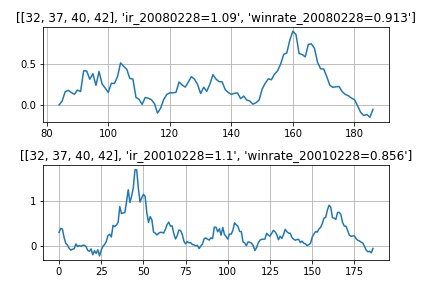 [[32, 37, 40, 42], 'ir_20080228=1.09', 'winrate_20080228=0.913']
0.5
0.0
80 100 120 140 160 180
[[32, 37, 40, 42], 'ir_20010228=1.1', 'winrate_20010228=0.856']
1
0
0 25 50 75 100 125 150 175